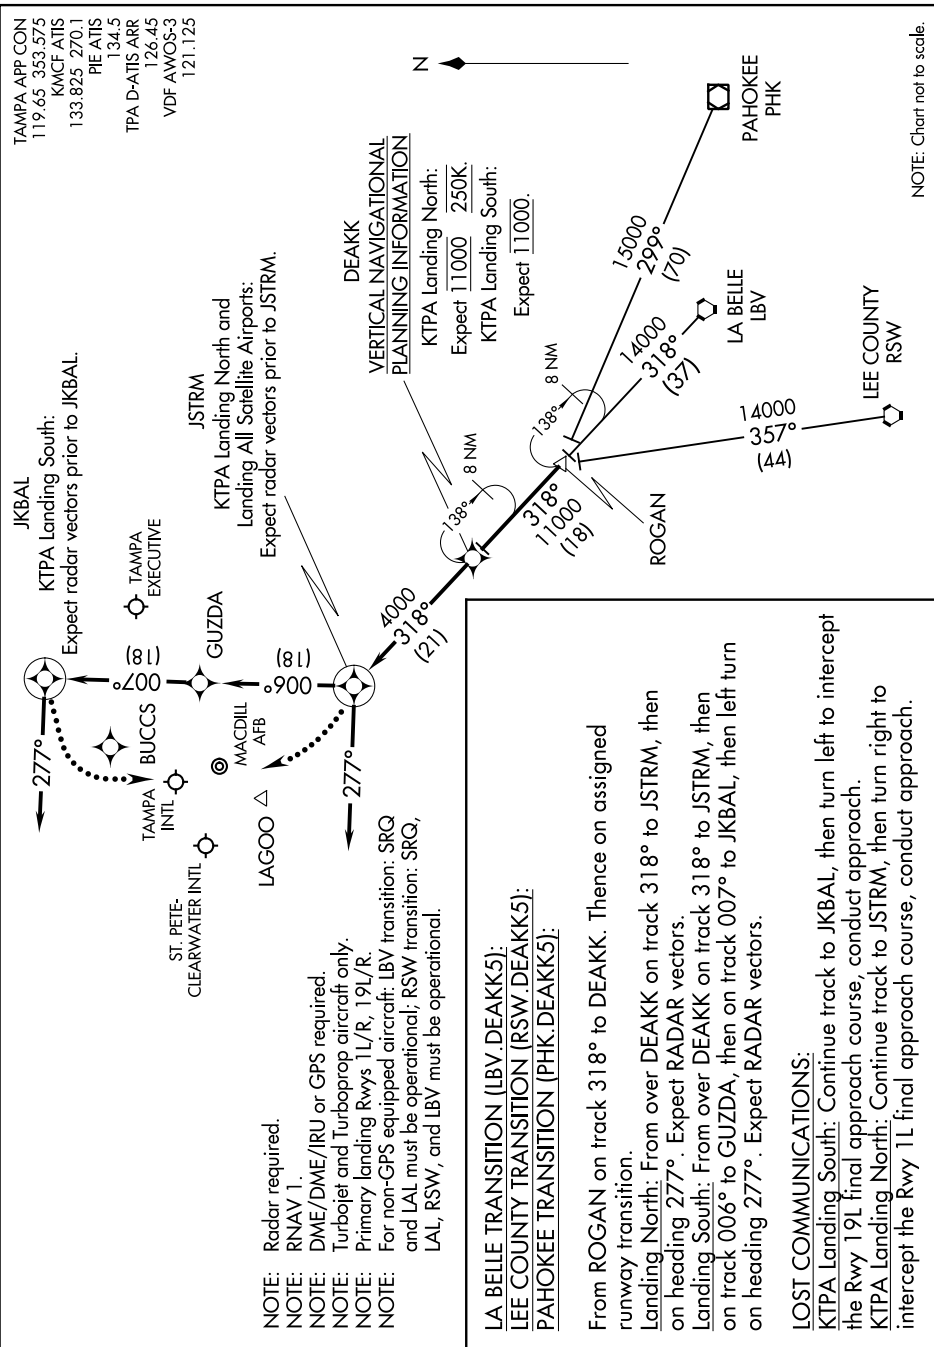 TAMPA APP CON
119.65 353.575
KMCF ATIS
133.825 270.1
PIE ATIS
134.5
TPA D-ATIS ARR
126.45
VDF AWOS-3
121.125
JKBAL
KTPA Landing South:
Expect radar vectors prior to JKBAL.
277°
007°
(18)
TAMPA
EXECUTIVE
BUCCS
TAMPA
INTL
GUZDA
ST. PETE-
CLEARWATER INTL
MACDILL
AFB
LAGOO
006°
(18)
277°
JSTRM
KTPA Landing North and
Landing All Satellite Airports:
Expect radar vectors prior to JSTRM.
4000
318°
(21)
DEAKK
VERTICAL NAVIGATIONAL
PLANNING INFORMATION
KTPA Landing North:
Expect 11000 250K.
KTPA Landing South:
Expect 11000.
N
138°
8 NM
318°
11000
(18)
138°
8 NM
ROGAN
15000
299°
(70)
PAHOKEE
PHK
14000
318°
(37)
LA BELLE
LBV
14000
357°
(44)
LEE COUNTY
RSW
NOTE: Chart not to scale.
NOTE: Radar required.
NOTE: RNAV 1.
NOTE: DME/DME/IRU or GPS required.
NOTE: Turbojet and Turboprop aircraft only.
NOTE: Primary landing Rwys 1L/R, 19L/R.
NOTE: For non-GPS equipped aircraft: LBV transition: SRQ
and LAL must be operational; RSW transition: SRQ,
LAL, RSW, and LBV must be operational.
LA BELLE TRANSITION (LBV.DEAKK5):
LEE COUNTY TRANSITION (RSW.DEAKK5):
PAHOKEE TRANSITION (PHK.DEAKK5):
From ROGAN on track 318° to DEAKK. Thence on assigned
runway transition.
Landing North: From over DEAKK on track 318° to JSTRM, then
on heading 277°. Expect RADAR vectors.
Landing South: From over DEAKK on track 318° to JSTRM, then
on track 006° to GUZDA, then on track 007° to JKBAL, then left turn
on heading 277°. Expect RADAR vectors.
LOST COMMUNICATIONS:
KTPA Landing South: Continue track to JKBAL, then turn left to intercept
the Rwy 19L final approach course, conduct approach.
KTPA Landing North: Continue track to JSTRM, then turn right to
intercept the Rwy 1L final approach course, conduct approach.